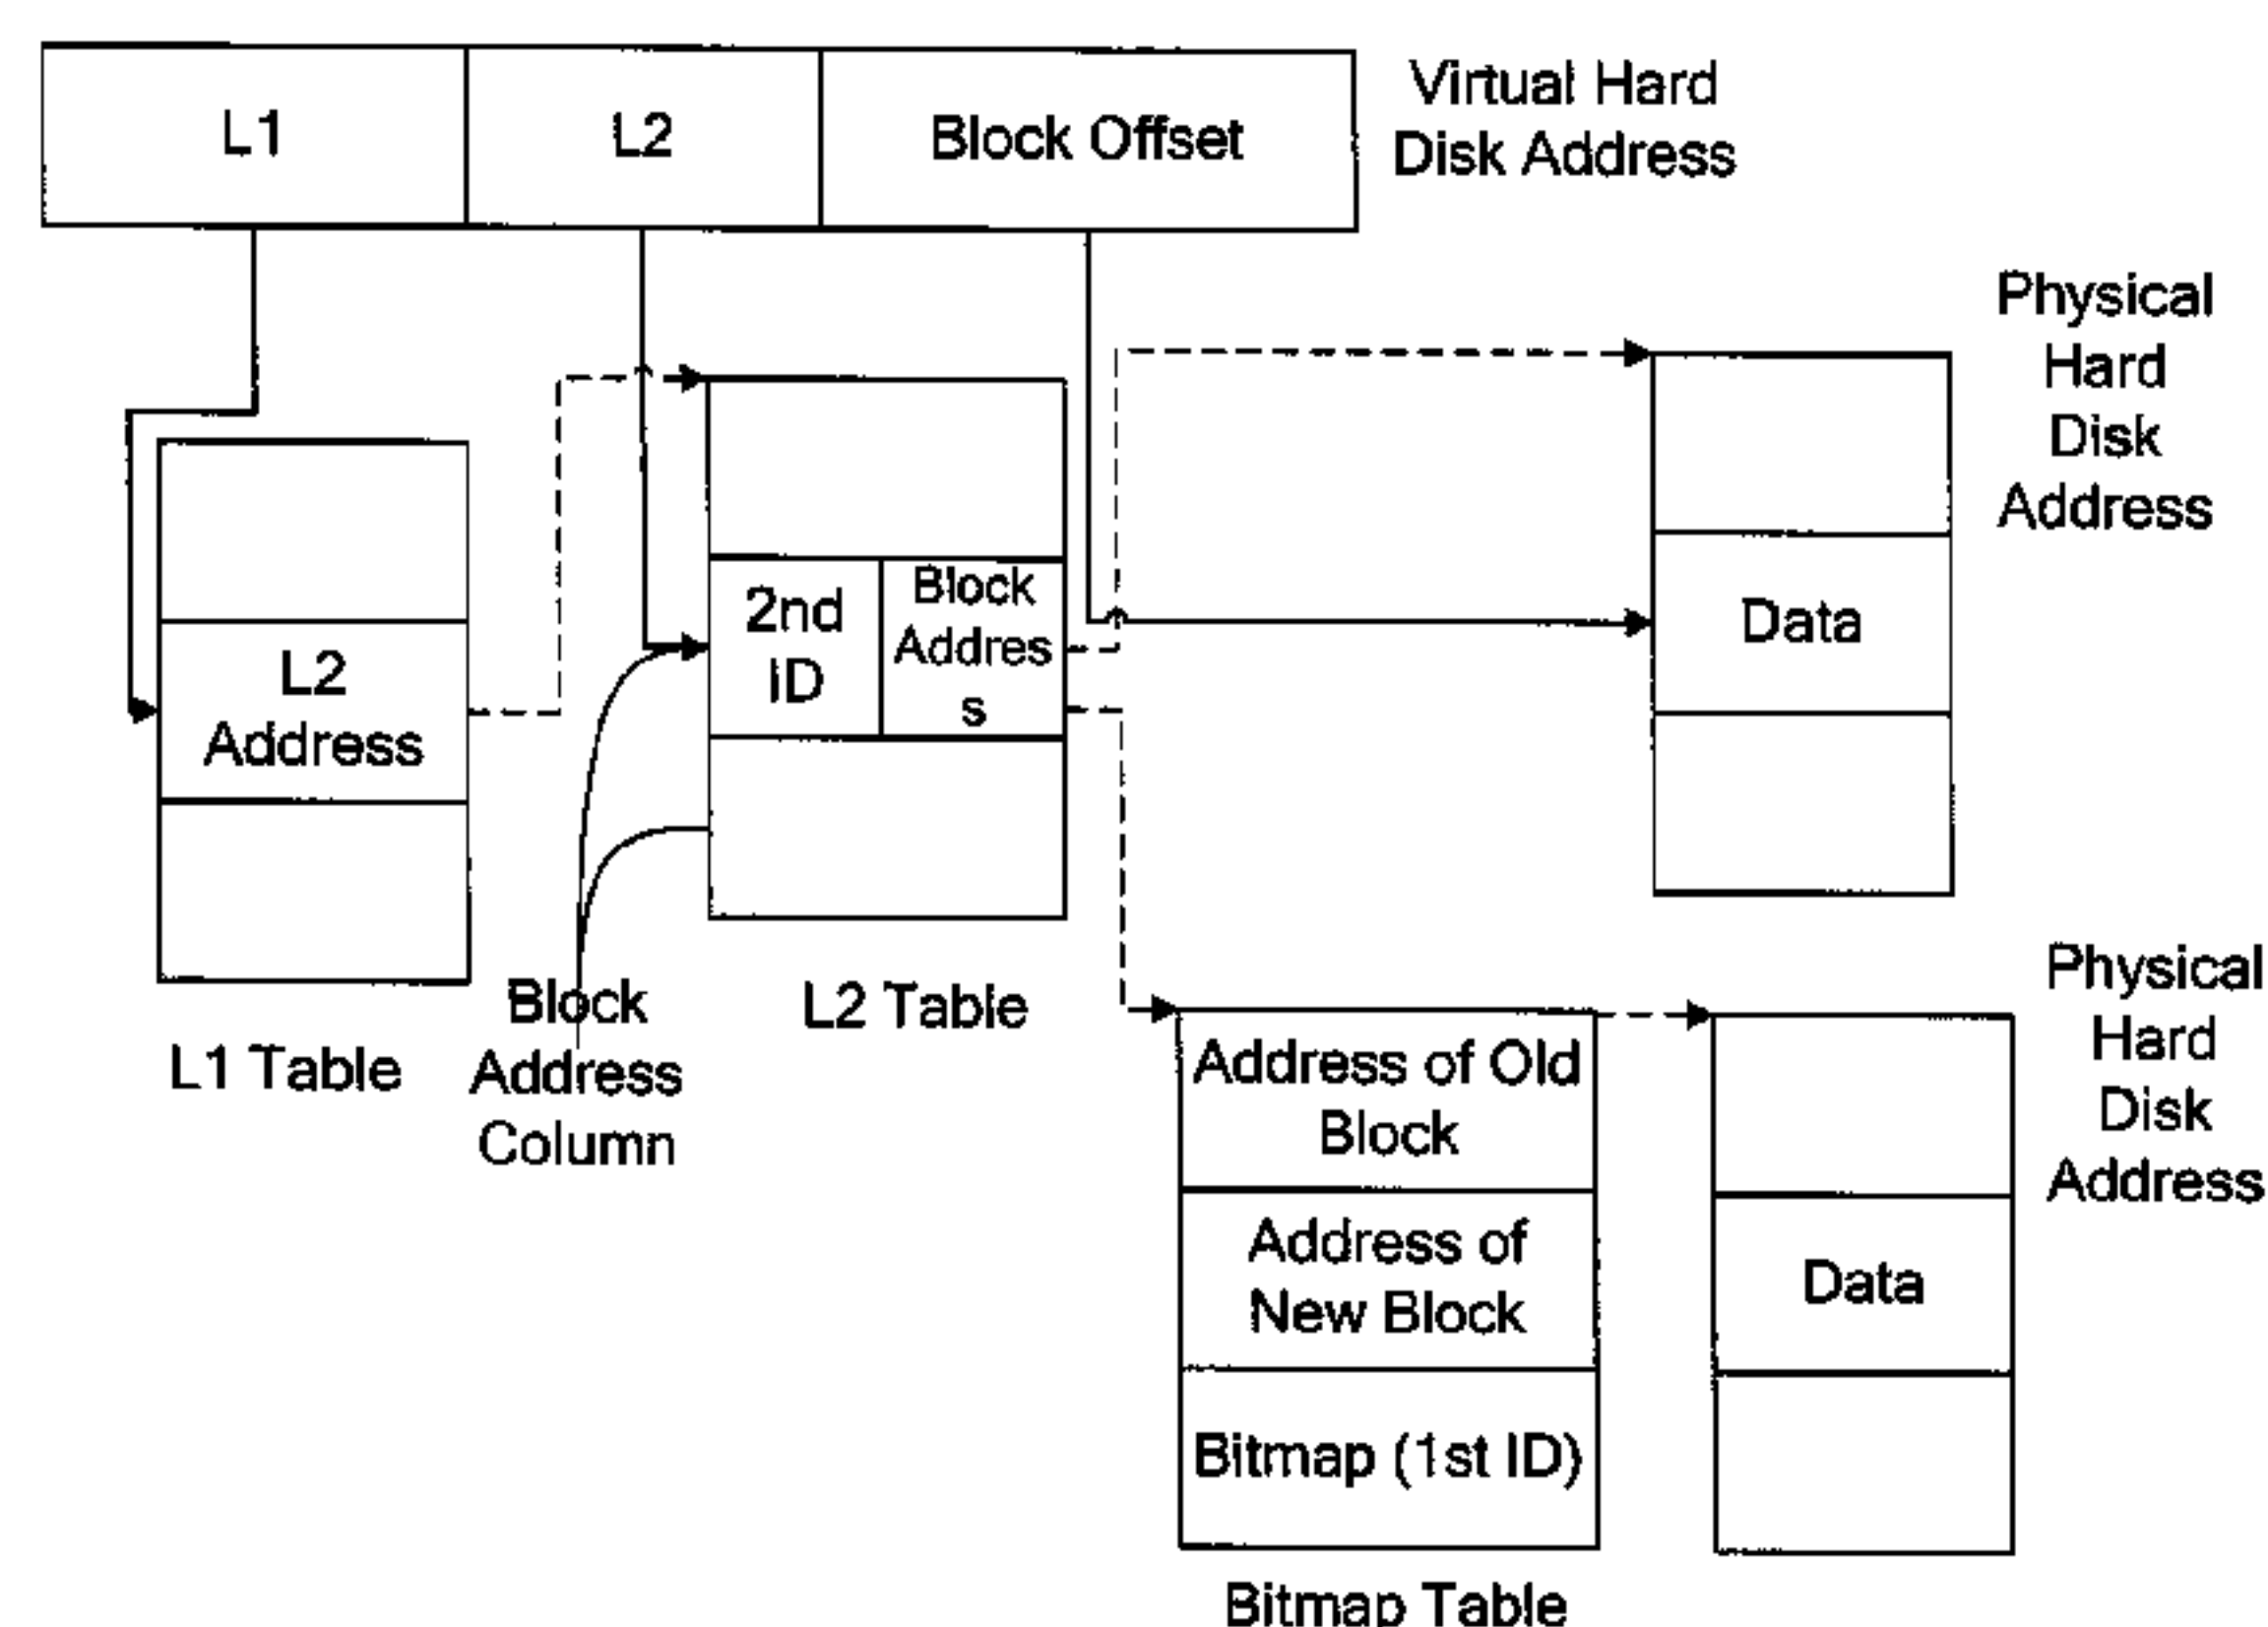 L1
L2
Block Offset
Virtual Hard
Disk Address
Physical
Hard
Disk
Address
L2
Address
2nd
ID
Block
Addres
s
Data
L1 Table
Block
Address
Column
L2 Table
Address of Old
Block
Address of
New Block
Bitmap (1st ID)
Bitmap Table
Data
Physical
Hard
Disk
Address